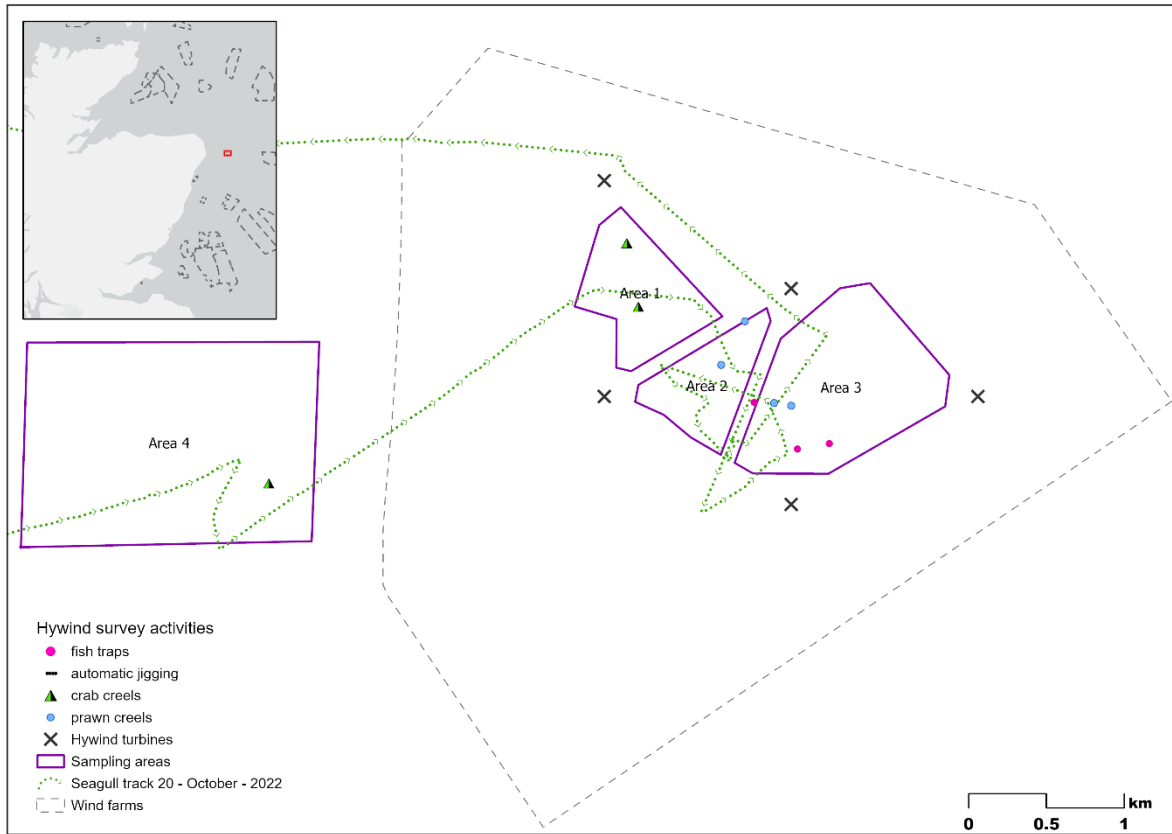 Area 1
Area 2
Area 3
Area 4
Hywind survey activities
fish traps
automatic jigging
crab creels
prawn creels
Hywind turbines
Sampling areas
Seagull track 20 - October - 2022
Wind farms
km
0 0.5 1